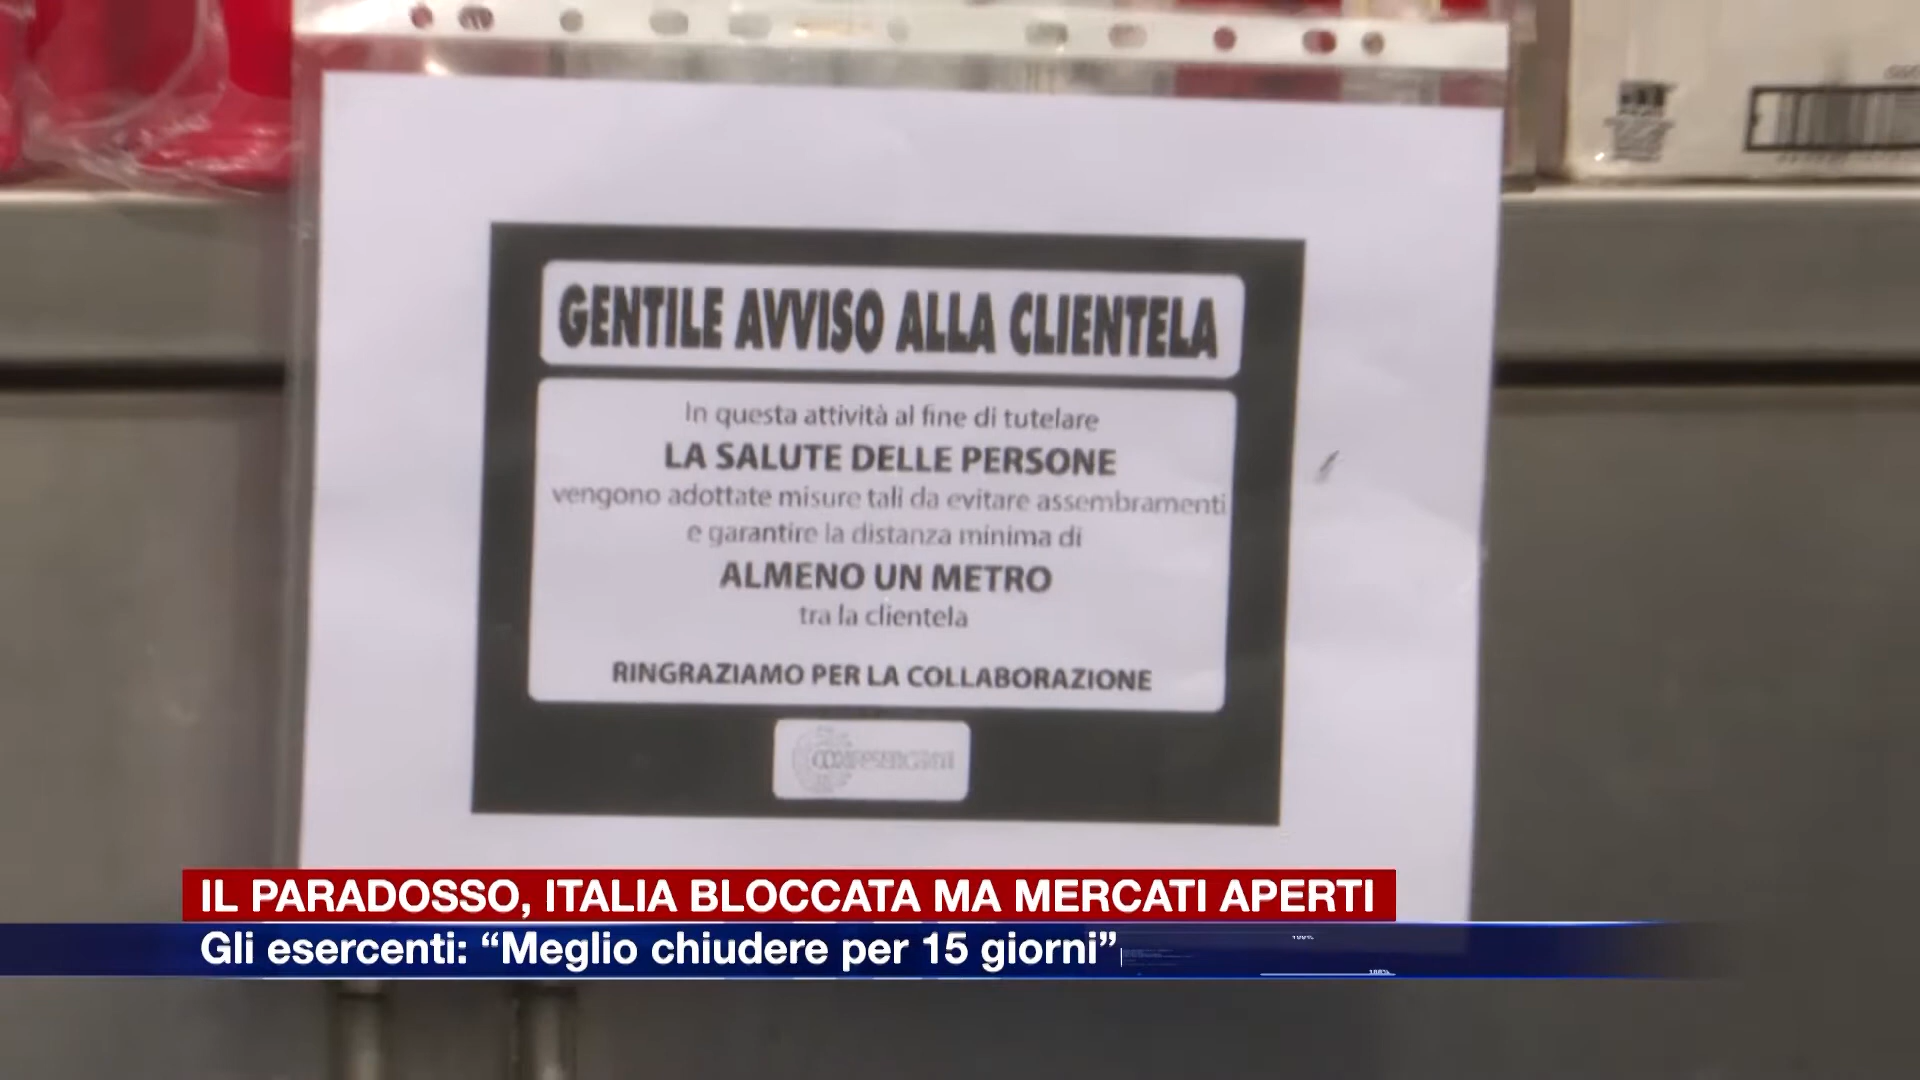 GENTILE AVVISO ALLA CLIENTELA
In questa attività al fine di tutelare
LA SALUTE DELLE PERSONE
vengono adottate misure tali da evitare assembramenti
e garantire la distanza minima di
ALMENO UN METRO
tra la clientela
RINGRAZIAMO PER LA COLLABORAZIONE
IL PARADOSSO, ITALIA BLOCCATA MA MERCATI APERTI
Gli esercenti: “Meglio chiudere per 15 giorni”